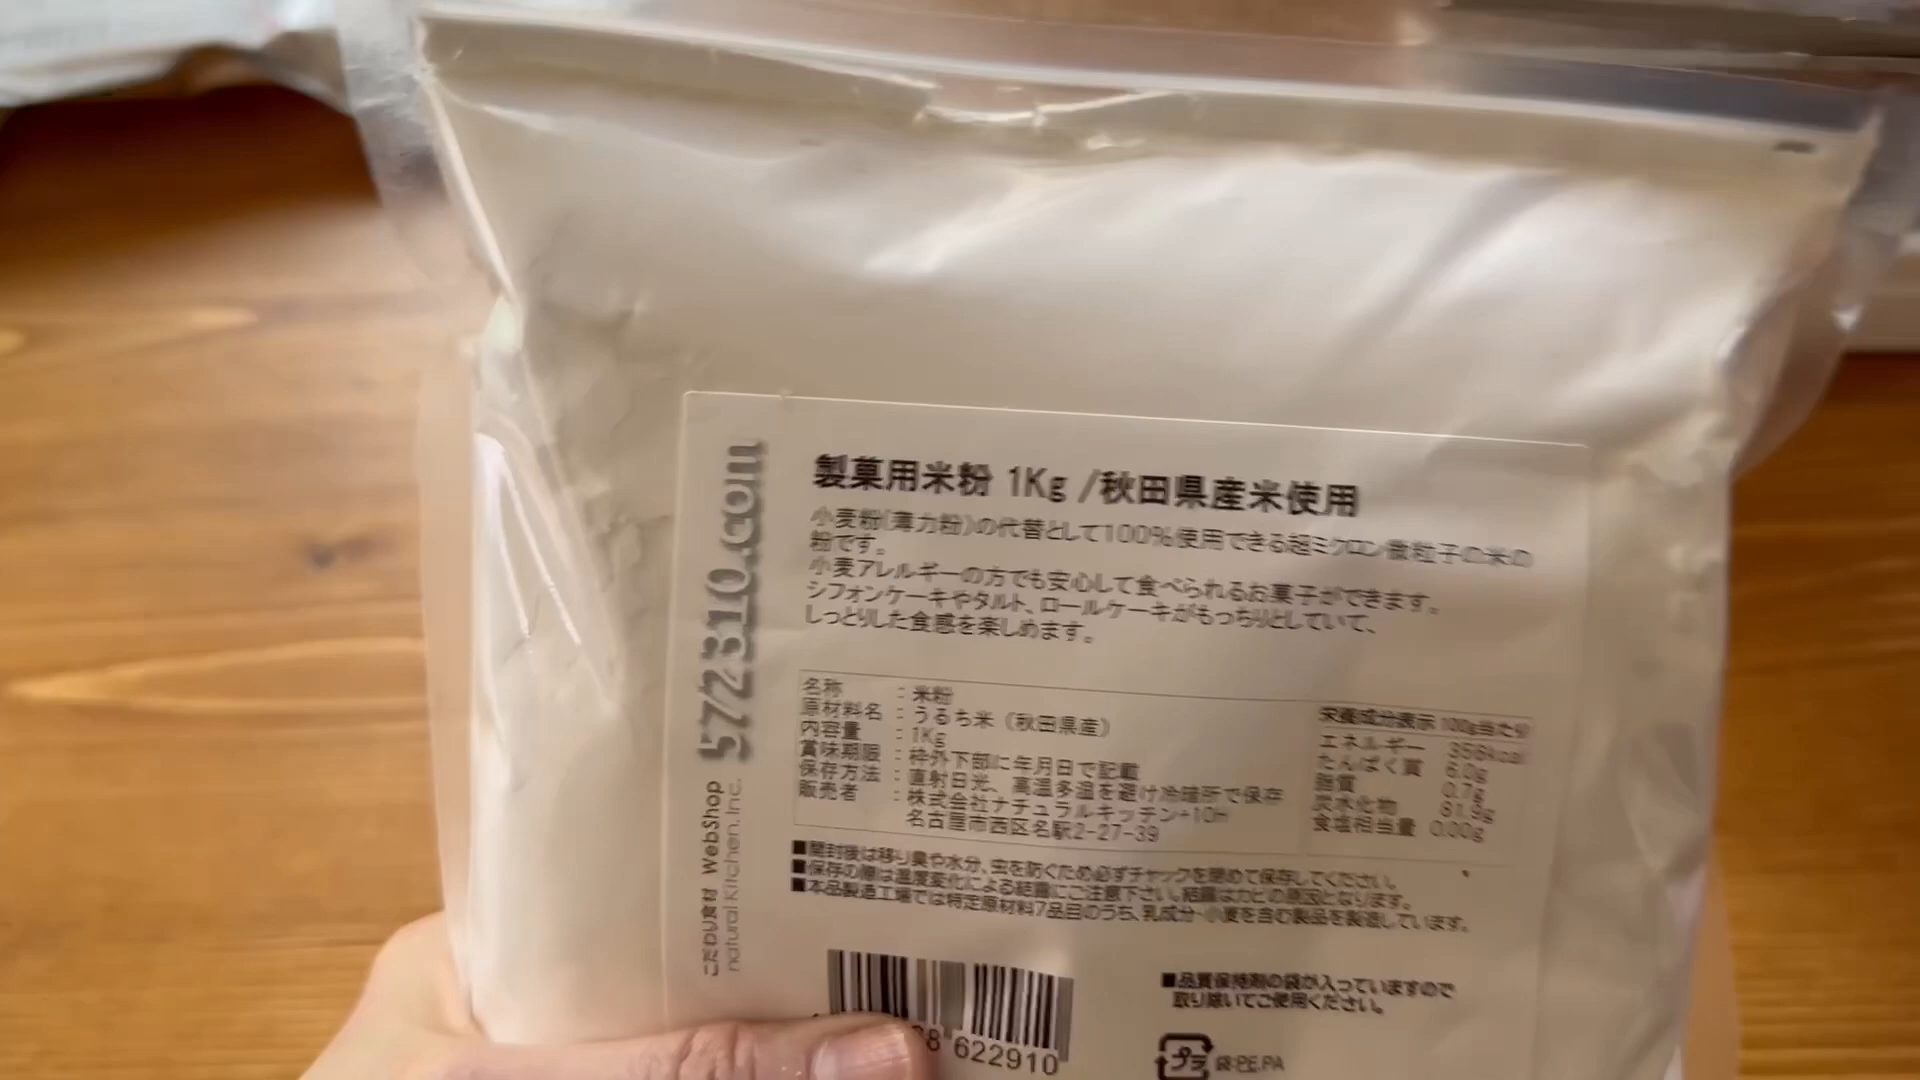 572310.com
こだわり食材 WebShop
natural Kitchen. Inc.
製菓用米粉 1Kg /秋田県産米使用
小麦粉(薄力粉)の代替として100%使用できる超ミクロン微粒子の米の
粉です。
小麦アレルギーの方でも安心して食べられるお菓子ができます。
シフォンケーキやタルト、ロールケーキがもっちりとしていて、
しっとりした食感を楽しめます。
名称 : 米粉
原材料名 : うるち米（秋田県産）
内容量 : 1Kg
賞味期限 : 枠外下部に年月日で記載
保存方法 : 直射日光、高温多湿を避け冷暗所で保存
販売者 : 株式会社ナチュラルキッチン
名古屋市西区名駅2-27-39
栄養成分表示 100g当たり
エネルギー 356kcal
たんぱく質 6.0g
脂質 0.7g
炭水化物 81.9g
食塩相当量 0.00g
■開封後は移り臭や水分、虫を防ぐため必ずチャックを閉めて保存してください。
■保存の際は温度変化による結露にご注意下さい。結露はカビの原因となります。
■本品製造工場では特定原材料7品目のうち、乳成分・小麦を含む製品を製造しています。
8 622910
■品質保持剤の袋が入っていますので
取り除いてご使用ください。
プラ 袋:PE,PA